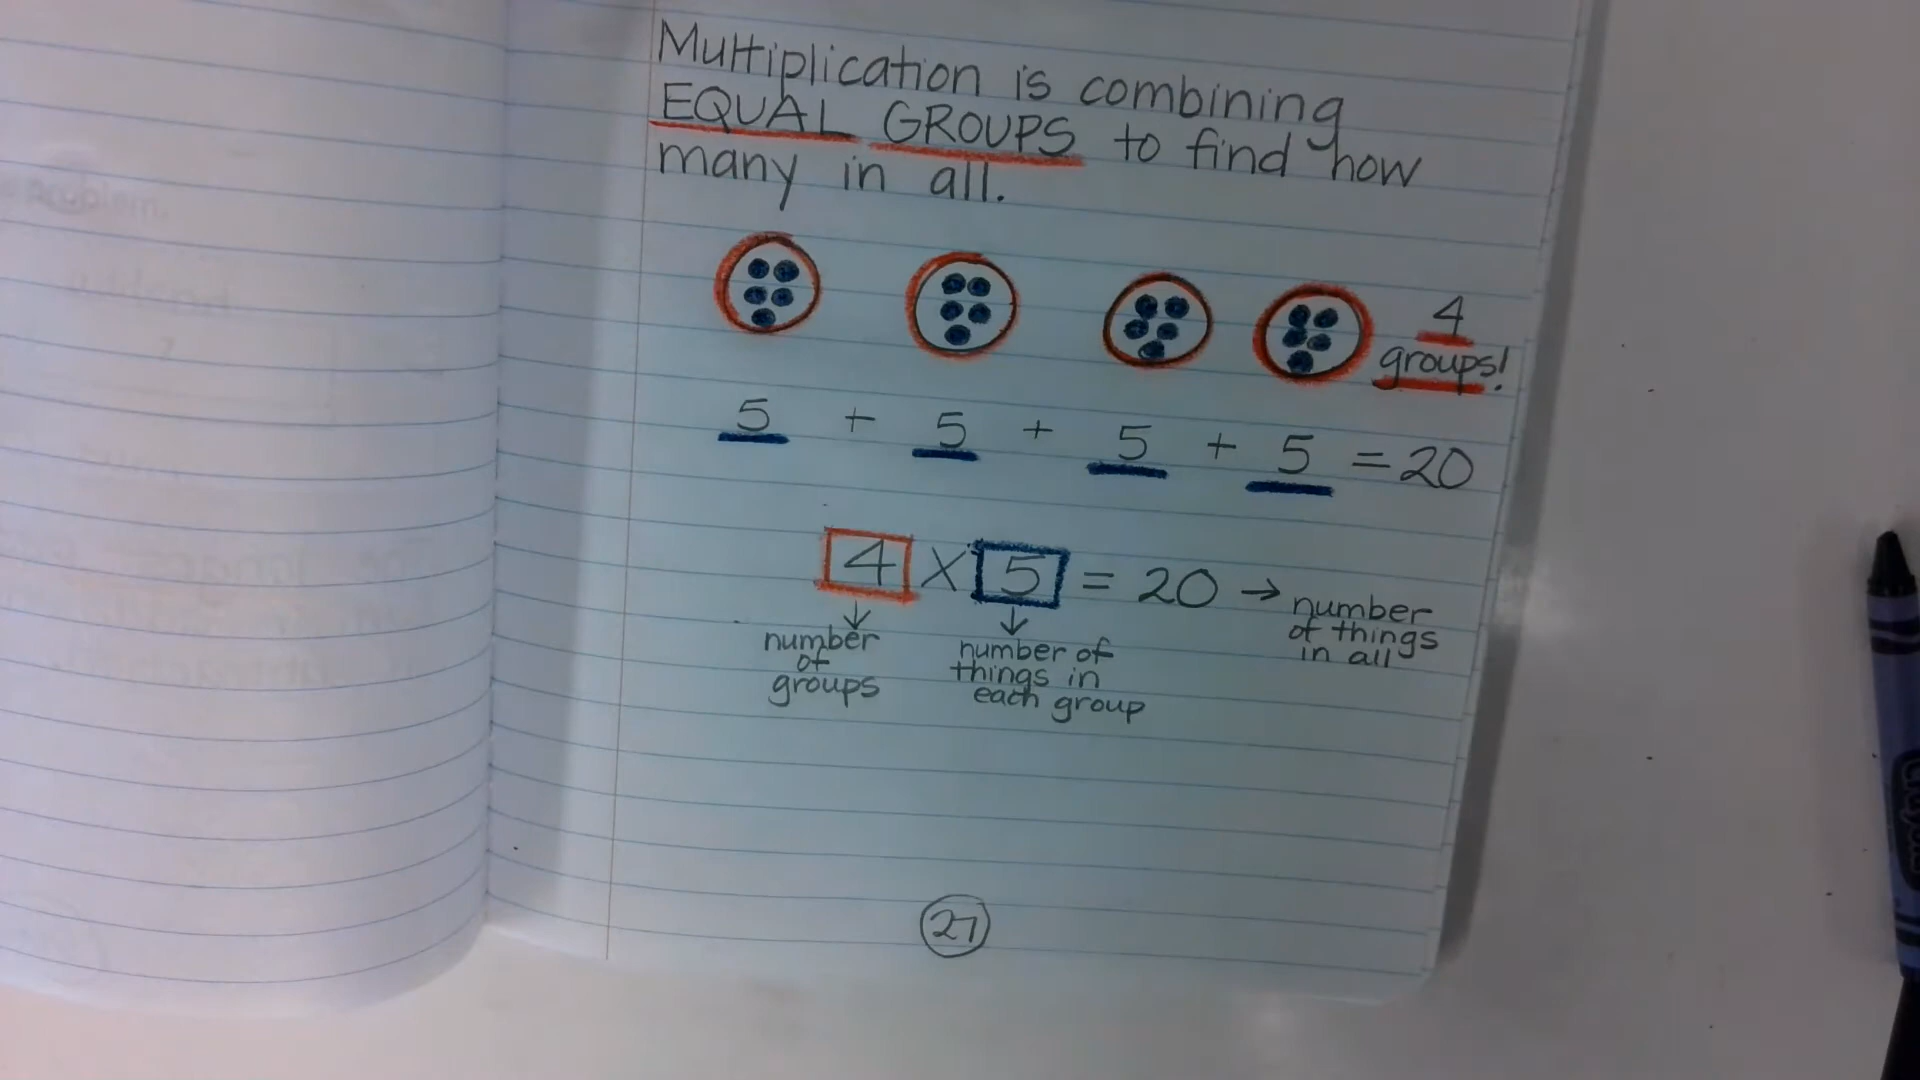 Multiplication is combining
EQUAL GROUPS to find how
many in all.
4
groups!
5 + 5 + 5 + 5 = 20
4 X 5 = 20 → number
of things
in all
number
of
groups
number of
things in
each group
27